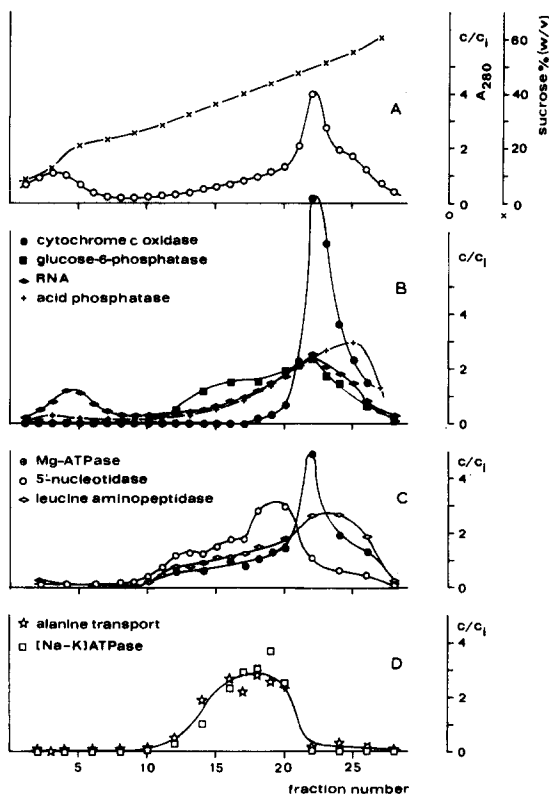 c/ci
A280
sucrose % (w/v)
A
4
60
40
2
20
0
0
B
cytochrome c oxidase
glucose-6-phosphatase
RNA
acid phosphatase
c/ci
4
2
0
C
Mg-ATPase
5'-nucleotidase
leucine aminopeptidase
c/ci
4
2
0
D
alanine transport
[Na-K]ATPase
c/ci
4
2
0
5
10
15
20
25
fraction number